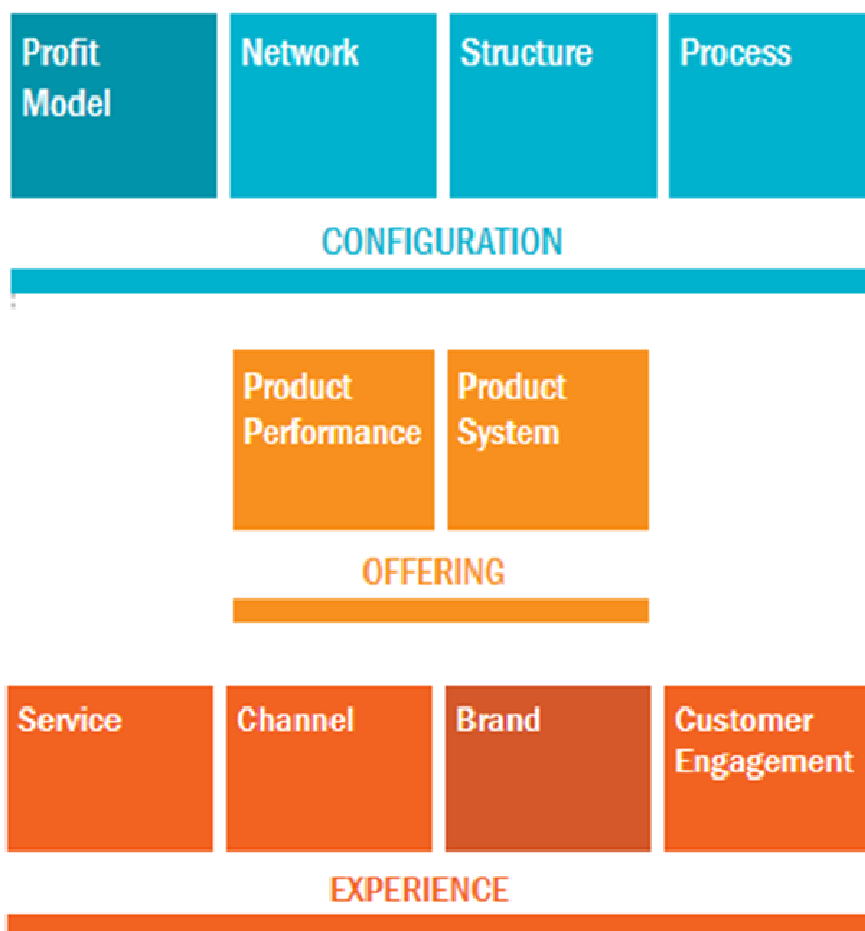 Profit
Model
Network
Structure
Process
CONFIGURATION
Product
Performance
Product
System
OFFERING
Service
Channel
Brand
Customer
Engagement
EXPERIENCE